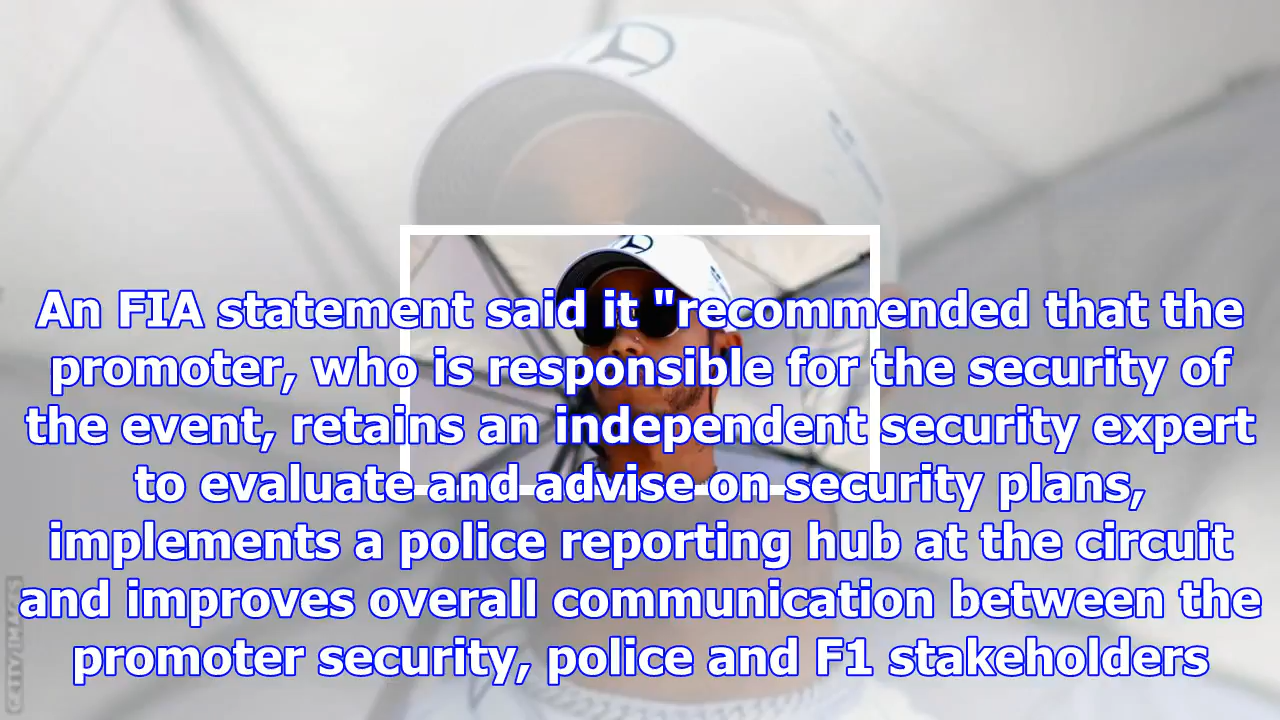 An FIA statement said it "recommended that the
promoter, who is responsible for the security of
the event, retains an independent security expert
to evaluate and advise on security plans,
implements a police reporting hub at the circuit
and improves overall communication between the
promoter security, police and F1 stakeholders
GETTY IMAGES